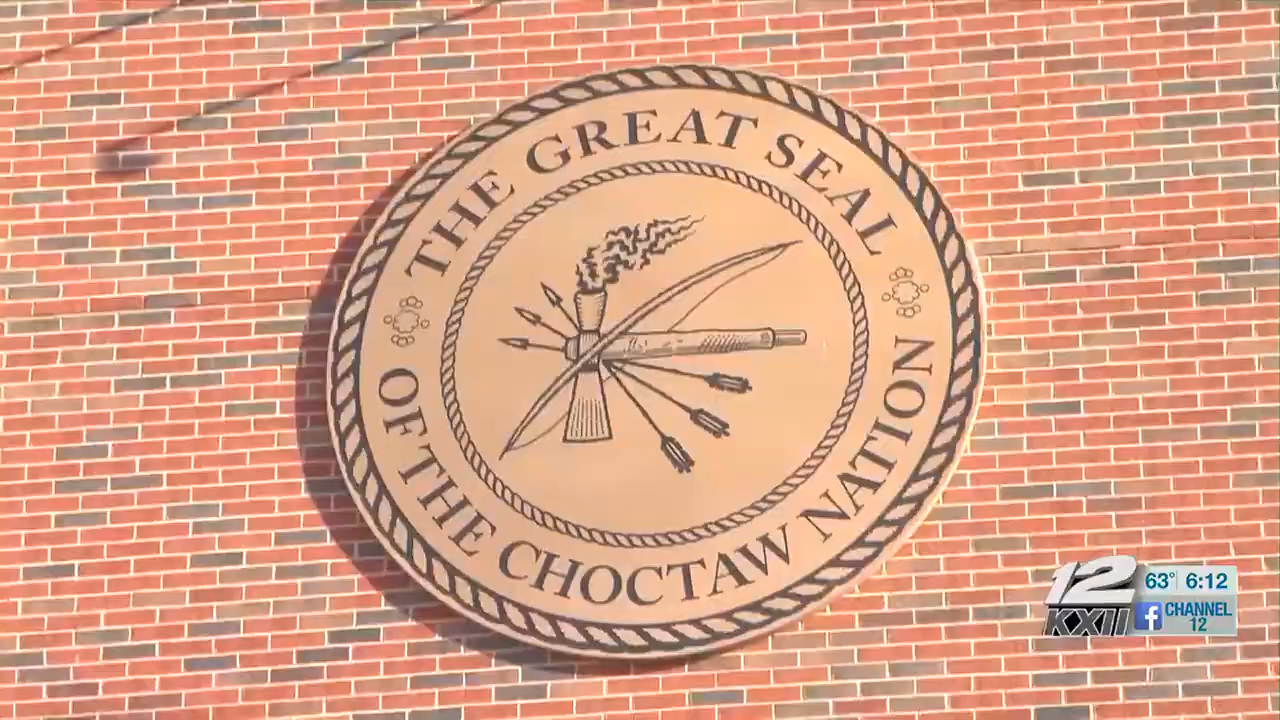 THE GREAT SEAL
OF THE CHOCTAW NATION
12 63° 6:12
KXII f CHANNEL
12